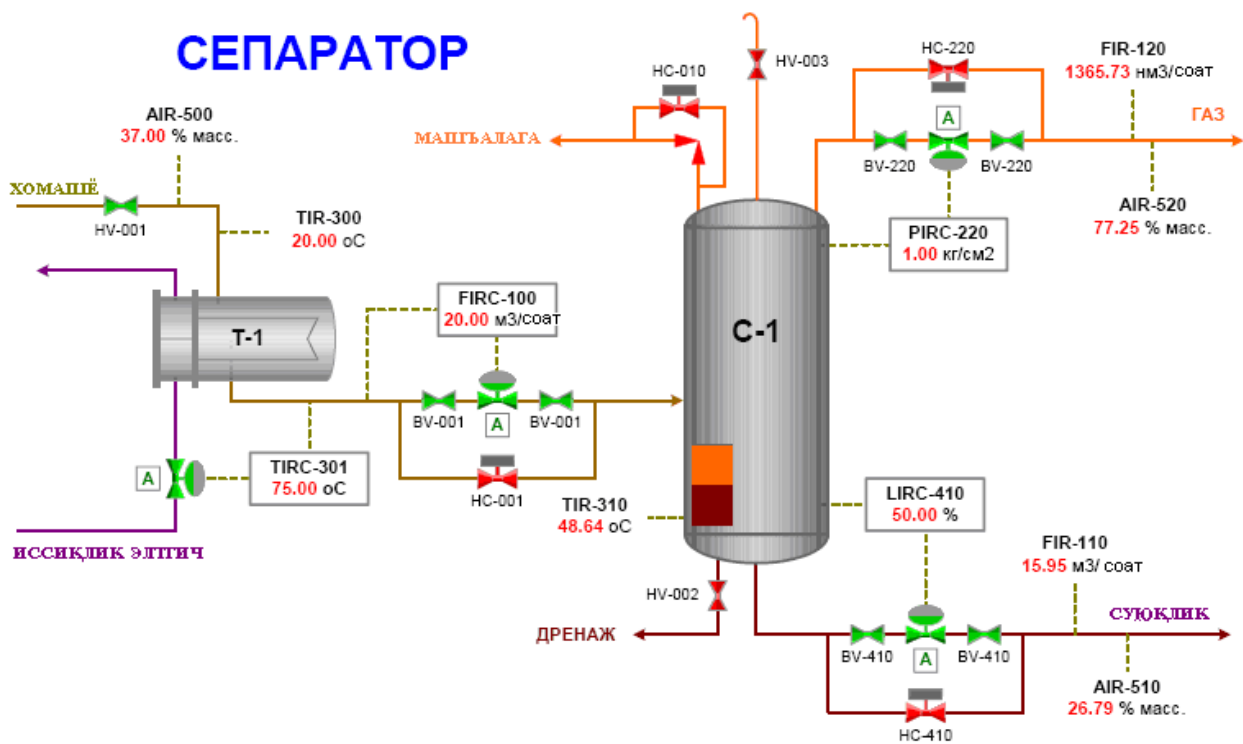 СЕПАРАТОР
AIR-500
37.00 % масс.
ХОМАШЁ
HV-001
TIR-300
20.00 оС
T-1
TIRC-301
75.00 оС
A
ИССИҚЛИК ЭЛТГИЧ
FIRC-100
20.00 м3/соат
BV-001
A
BV-001
HC-001
МАШЪАЛАГА
HC-010
HV-003
HC-220
A
BV-220
BV-220
PIRC-220
1.00 кг/см2
FIR-120
1365.73 нм3/соат
ГАЗ
AIR-520
77.25 % масс.
C-1
TIR-310
48.64 оС
LIRC-410
50.00 %
HV-002
ДРЕНАЖ
FIR-110
15.95 м3/ соат
BV-410
A
BV-410
HC-410
СУЮҚЛИК
AIR-510
26.79 % масс.